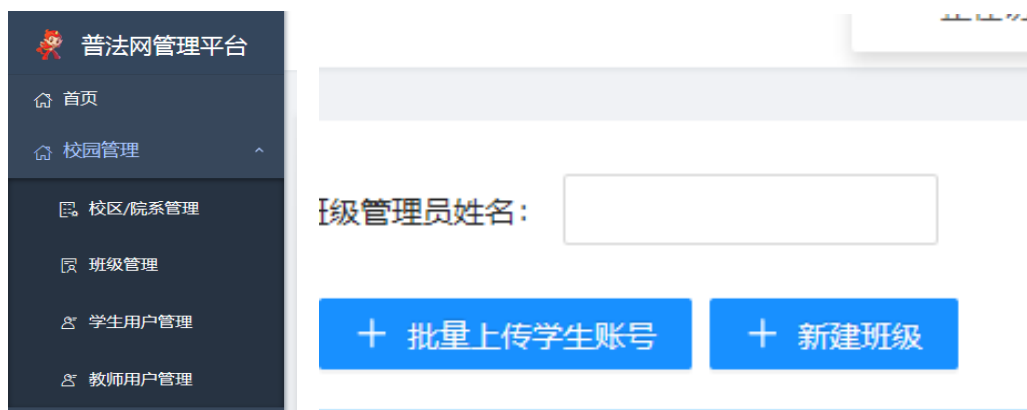 普法网管理平台
首页
校园管理
校区/院系管理
班级管理
学生用户管理
教师用户管理
班级管理员姓名：
批量上传学生账号
新建班级